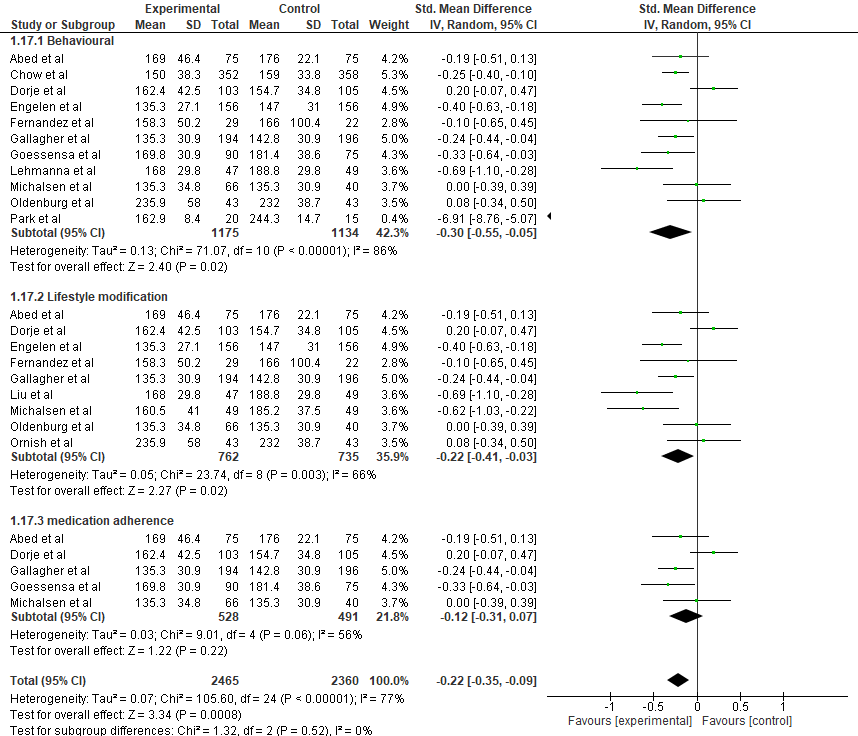 Experimental Control Std. Mean Difference Std. Mean Difference
Study or Subgroup Mean SD Total Mean SD Total Weight IV, Random, 95% CI IV, Random, 95% CI
1.17.1 Behavioural
Abed et al 169 46.4 75 176 22.1 75 4.2% -0.19 [-0.51, 0.13]
Chow et al 150 38.3 352 159 33.8 358 5.3% -0.25 [-0.40, -0.10]
Dorje et al 162.4 42.5 103 154.7 34.8 105 4.5% 0.20 [-0.07, 0.47]
Engelen et al 135.3 27.1 156 147 31 156 4.8% -0.40 [-0.63, -0.18]
Fernandez et al 158.3 50.2 29 166 100.4 22 2.8% -0.10 [-0.65, 0.45]
Gallagher et al 135.3 30.9 194 142.8 30.9 196 5.0% -0.24 [-0.44, -0.04]
Goessensa et al 169.8 30.9 90 181.4 38.6 75 4.3% -0.33 [-0.64, -0.03]
Lehmanna et al 168 29.8 47 188.8 29.8 49 3.6% -0.69 [-1.10, -0.28]
Michalsen et al 135.3 34.8 66 135.3 30.9 40 3.7% 0.00 [-0.39, 0.39]
Oldenburg et al 235.9 58 43 232 38.7 43 3.5% 0.08 [-0.34, 0.50]
Park et al 162.9 8.4 20 244.3 14.7 15 0.4% -6.91 [-8.76, -5.07]
Subtotal (95% CI) 1175 1134 42.3% -0.30 [-0.55, -0.05]
Heterogeneity: Tau² = 0.13; Chi² = 71.07, df = 10 (P < 0.00001); I² = 86%
Test for overall effect: Z = 2.40 (P = 0.02)
1.17.2 Lifestyle modification
Abed et al 169 46.4 75 176 22.1 75 4.2% -0.19 [-0.51, 0.13]
Dorje et al 162.4 42.5 103 154.7 34.8 105 4.5% 0.20 [-0.07, 0.47]
Engelen et al 135.3 27.1 156 147 31 156 4.8% -0.40 [-0.63, -0.18]
Fernandez et al 158.3 50.2 29 166 100.4 22 2.8% -0.10 [-0.65, 0.45]
Gallagher et al 135.3 30.9 194 142.8 30.9 196 5.0% -0.24 [-0.44, -0.04]
Liu et al 168 29.8 47 188.8 29.8 49 3.6% -0.69 [-1.10, -0.28]
Michalsen et al 160.5 41 49 185.2 37.5 49 3.6% -0.62 [-1.03, -0.22]
Oldenburg et al 135.3 34.8 66 135.3 30.9 40 3.7% 0.00 [-0.39, 0.39]
Ornish et al 235.9 58 43 232 38.7 43 3.5% 0.08 [-0.34, 0.50]
Subtotal (95% CI) 762 735 35.9% -0.22 [-0.41, -0.03]
Heterogeneity: Tau² = 0.05; Chi² = 23.74, df = 8 (P = 0.003); I² = 66%
Test for overall effect: Z = 2.27 (P = 0.02)
1.17.3 medication adherence
Abed et al 169 46.4 75 176 22.1 75 4.2% -0.19 [-0.51, 0.13]
Dorje et al 162.4 42.5 103 154.7 34.8 105 4.5% 0.20 [-0.07, 0.47]
Gallagher et al 135.3 30.9 194 142.8 30.9 196 5.0% -0.24 [-0.44, -0.04]
Goessensa et al 169.8 30.9 90 181.4 38.6 75 4.3% -0.33 [-0.64, -0.03]
Michalsen et al 135.3 34.8 66 135.3 30.9 40 3.7% 0.00 [-0.39, 0.39]
Subtotal (95% CI) 528 491 21.8% -0.12 [-0.31, 0.07]
Heterogeneity: Tau² = 0.03; Chi² = 9.01, df = 4 (P = 0.06); I² = 56%
Test for overall effect: Z = 1.22 (P = 0.22)
Total (95% CI) 2465 2360 100.0% -0.22 [-0.35, -0.09]
Heterogeneity: Tau² = 0.07; Chi² = 105.60, df = 24 (P < 0.00001); I² = 77%
Test for overall effect: Z = 3.34 (P = 0.0008)
Test for subgroup differences: Chi² = 1.32, df = 2 (P = 0.52), I² = 0%
-1 -0.5 0 0.5 1
Favours [experimental] Favours [control]